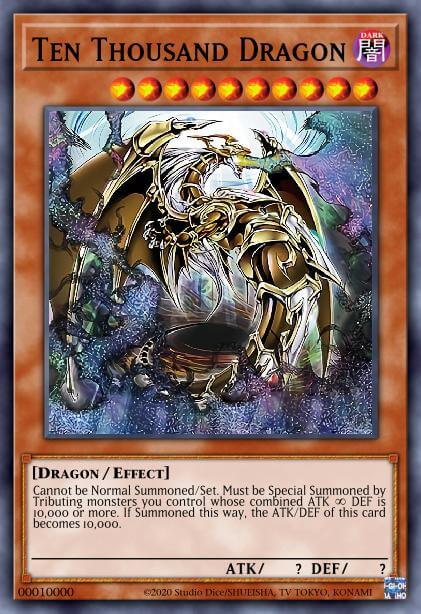 TEN THOUSAND DRAGON
DARK
闇
[DRAGON / EFFECT]
Cannot be Normal Summoned/Set. Must be Special Summoned by
Tributing monsters you control whose combined ATK ∞ DEF is
10,000 or more. If Summoned this way, the ATK/DEF of this card
becomes 10,000.
ATK/ ? DEF/ ?
00010000 ©2020 Studio Dice/SHUEISHA, TV TOKYO, KONAMI